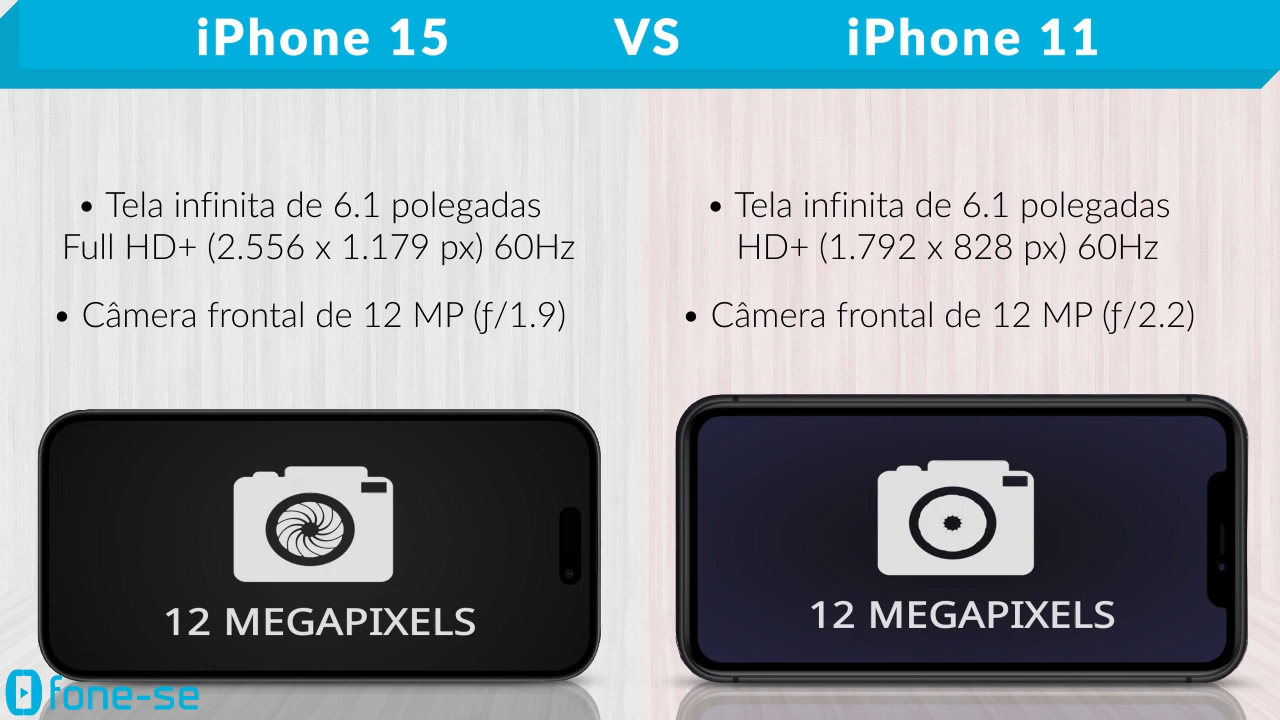 iPhone 15 VS iPhone 11
• Tela infinita de 6.1 polegadas
Full HD+ (2.556 x 1.179 px) 60Hz
• Câmera frontal de 12 MP (ƒ/1.9)
12 MEGAPIXELS
• Tela infinita de 6.1 polegadas
HD+ (1.792 x 828 px) 60Hz
• Câmera frontal de 12 MP (ƒ/2.2)
12 MEGAPIXELS
fone-se